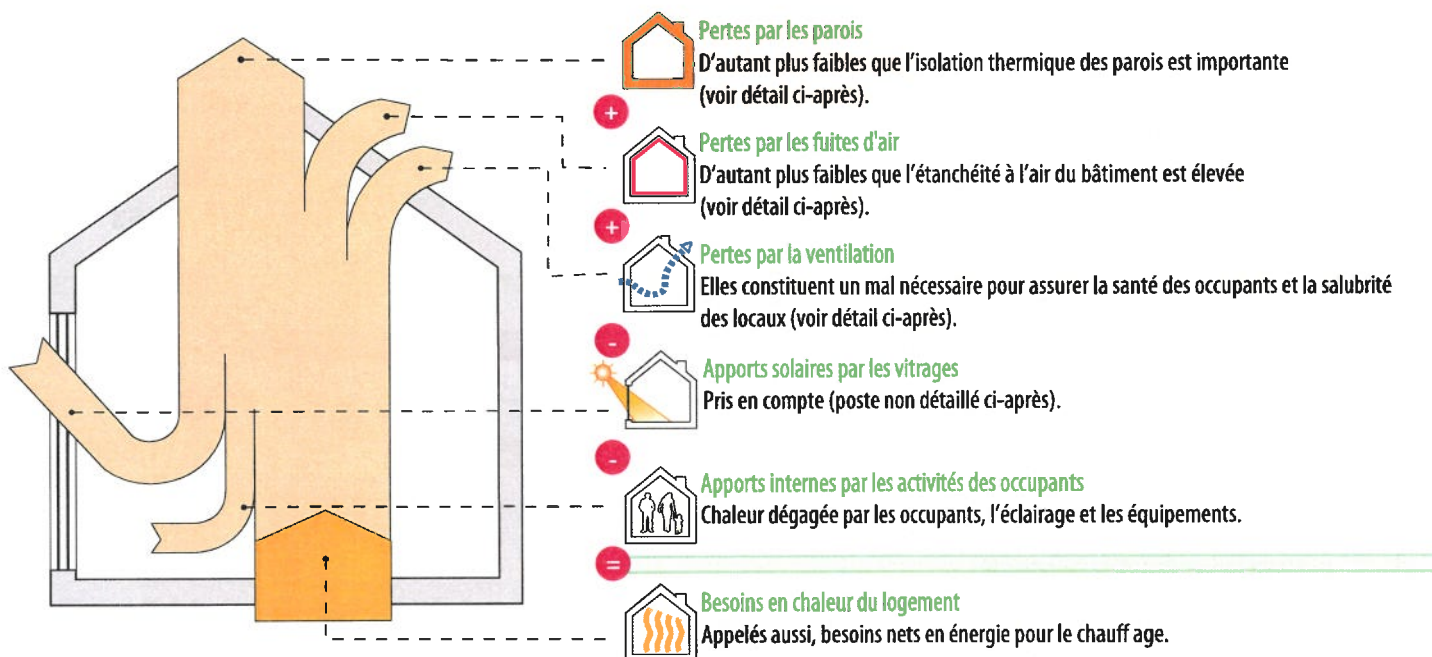 Pertes par les parois
D'autant plus faibles que l'isolation thermique des parois est importante
(voir détail ci-après).
+
Pertes par les fuites d'air
D'autant plus faibles que l'étanchéité à l'air du bâtiment est élevée
(voir détail ci-après).
+
Pertes par la ventilation
Elles constituent un mal nécessaire pour assurer la santé des occupants et la salubrité
des locaux (voir détail ci-après).
-
Apports solaires par les vitrages
Pris en compte (poste non détaillé ci-après).
-
Apports internes par les activités des occupants
Chaleur dégagée par les occupants, l'éclairage et les équipements.
=
Besoins en chaleur du logement
Appelés aussi, besoins nets en énergie pour le chauff age.